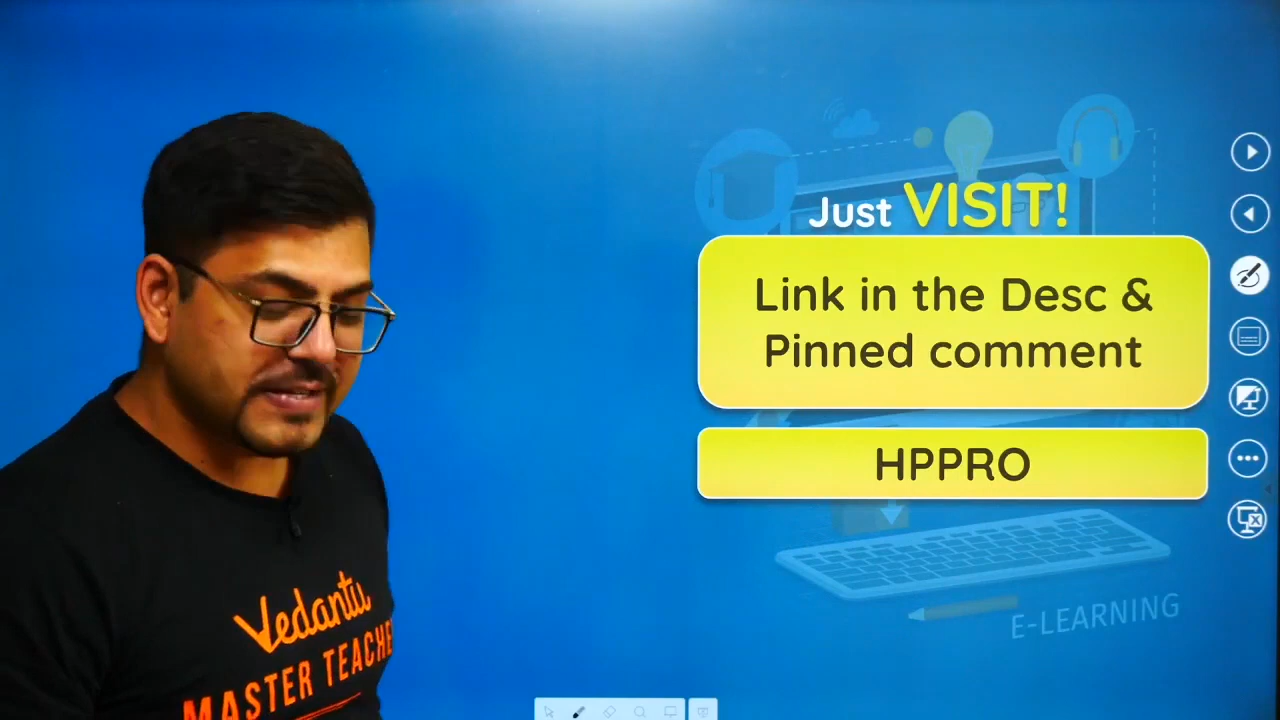 Just VISIT!
Link in the Desc &
Pinned comment
HPPRO
E-LEARNING
Vedantu
MASTER TEACHE